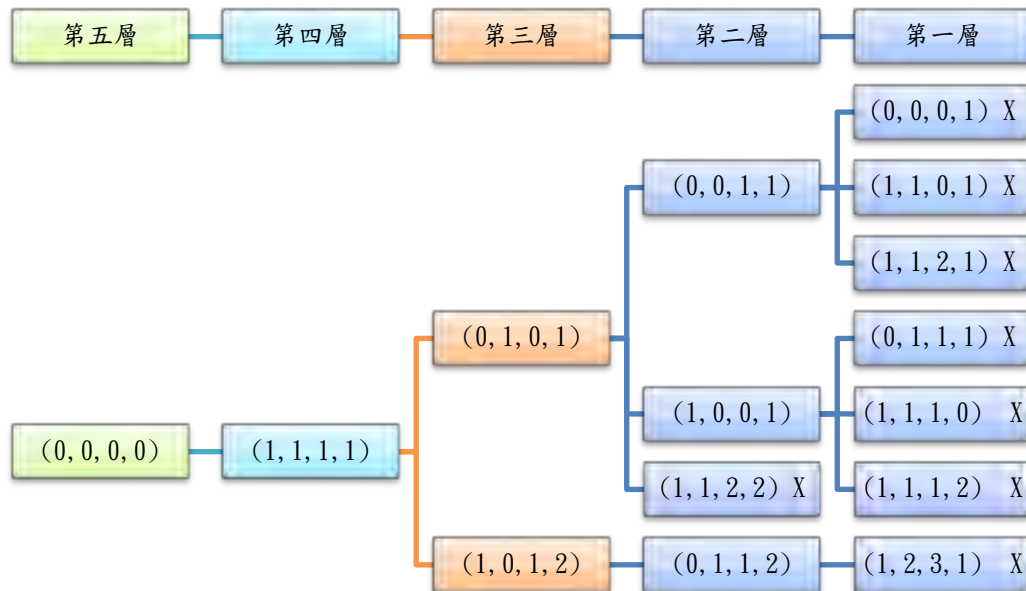 第五層 第四層 第三層 第二層 第一層
(0,0,0,1) X
(0,0,1,1) (1,1,0,1) X
(1,1,2,1) X
(0,1,0,1) (0,1,1,1) X
(1,0,0,1) (1,1,1,0) X
(0,0,0,0) (1,1,1,1)
(1,1,2,2) X (1,1,1,2) X
(1,0,1,2) (0,1,1,2) (1,2,3,1) X